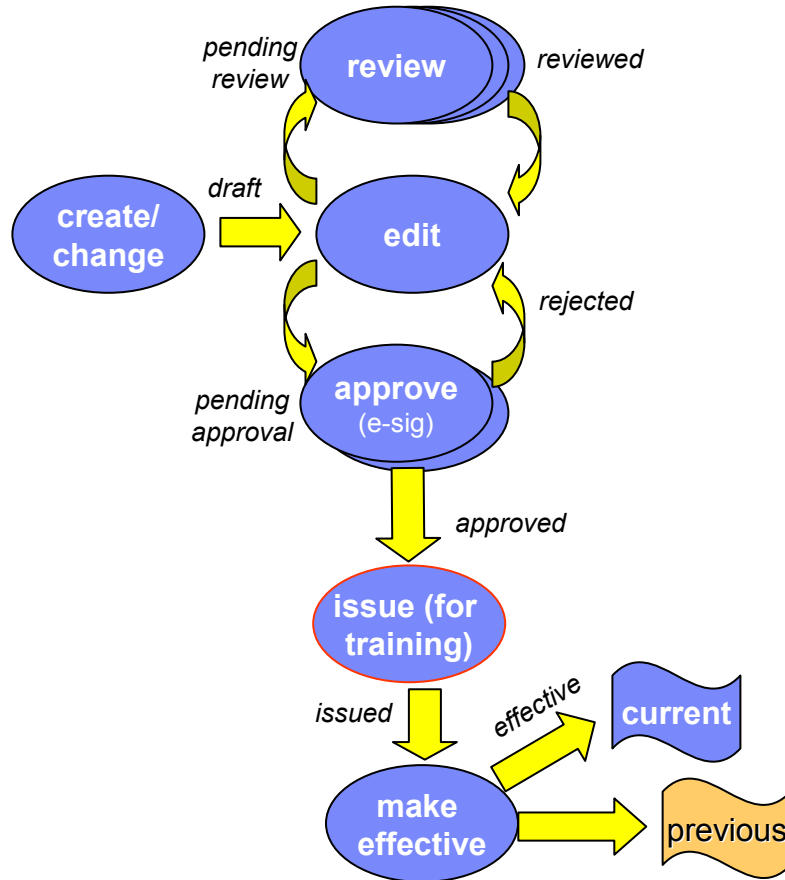 pending
review
review
reviewed
draft
create/
change
edit
rejected
approve
(e-sig)
pending
approval
approved
issue (for
training)
issued
effective
current
make
effective
previous